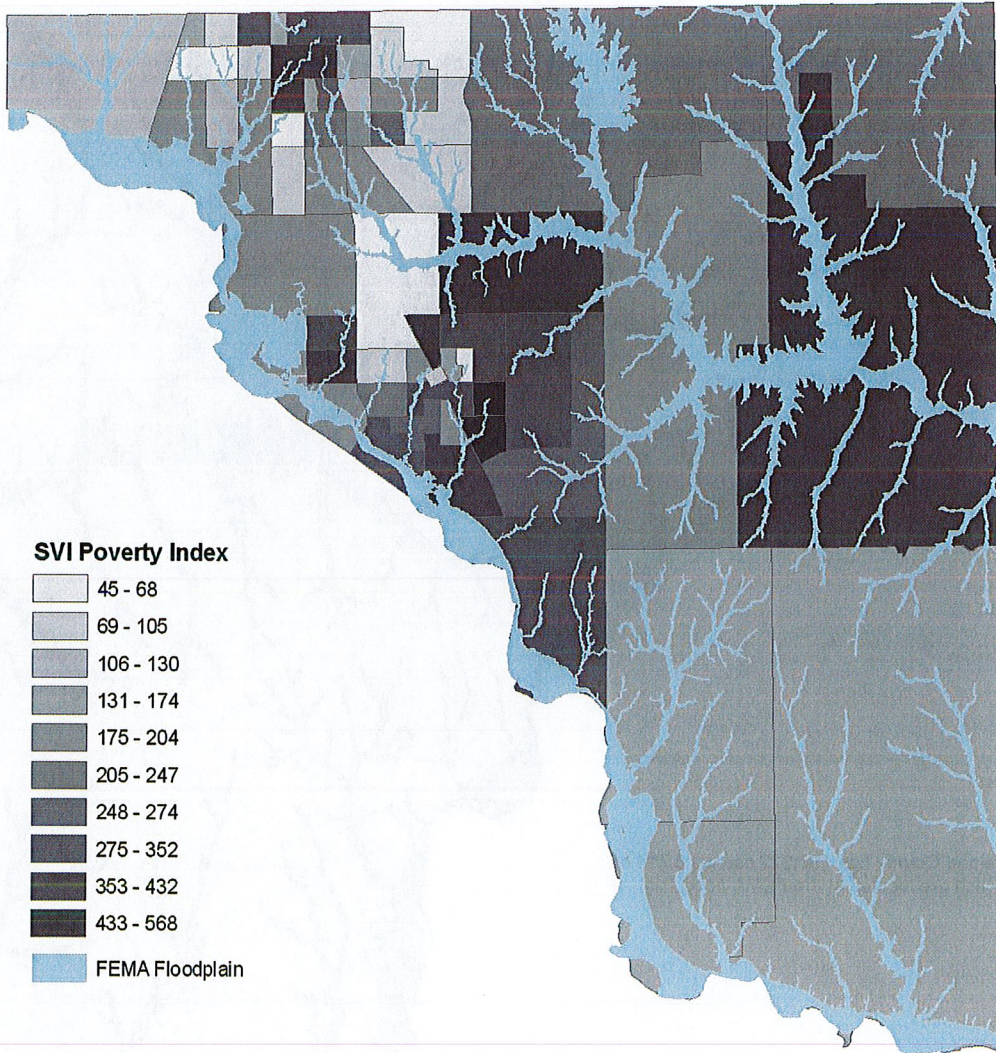 SVI Poverty Index
45 - 68
69 - 105
106 - 130
131 - 174
175 - 204
205 - 247
248 - 274
275 - 352
353 - 432
433 - 568
FEMA Floodplain